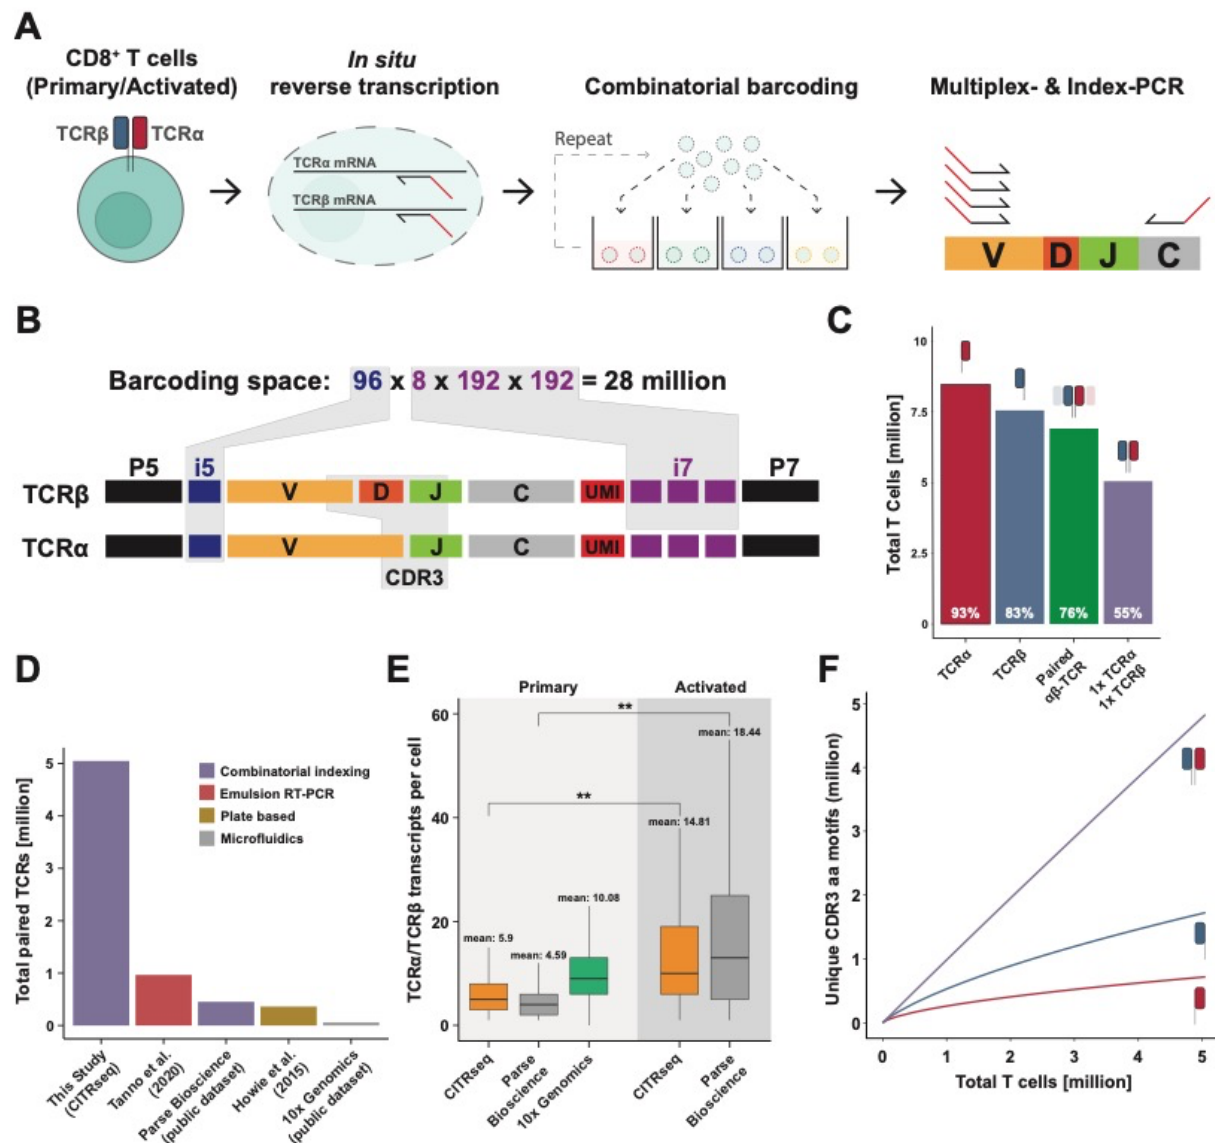 A
CD8⁺ T cells
(Primary/Activated)
TCRβ
TCRα
In situ
reverse transcription
TCRα mRNA
TCRβ mRNA
Combinatorial barcoding
Repeat
Multiplex- & Index-PCR
V D J C
B
Barcoding space: 96 x 8 x 192 x 192 = 28 million
P5 i5 i7 P7
TCRβ V D J C UMI
TCRα V J C UMI
CDR3
C
Total T Cells [million]
10
7.5
5
2.5
0
93% 83% 76% 55%
TCRα
TCRβ
Paired
αβ-TCR
1x TCRα
1x TCRβ
D
Total paired TCRs [million]
5
4
3
2
1
0
Combinatorial indexing
Emulsion RT-PCR
Plate based
Microfluidics
This Study
(CITRseq)
Tanno et al.
(2020)
Parse Bioscience
(public dataset)
Howie et al.
(2015)
10x Genomics
(public dataset)
E
Primary Activated
TCRα/TCRβ transcripts per cell
60
40
20
0
**
**
mean: 5.9
mean: 4.59
mean: 10.08
mean: 14.81
mean: 18.44
CITRseq
Parse
Bioscience
10x Genomics
CITRseq
Parse
Bioscience
F
Unique CDR3 aa motifs (million)
5
4
3
2
1
0
0 1 2 3 4 5
Total T cells [million]